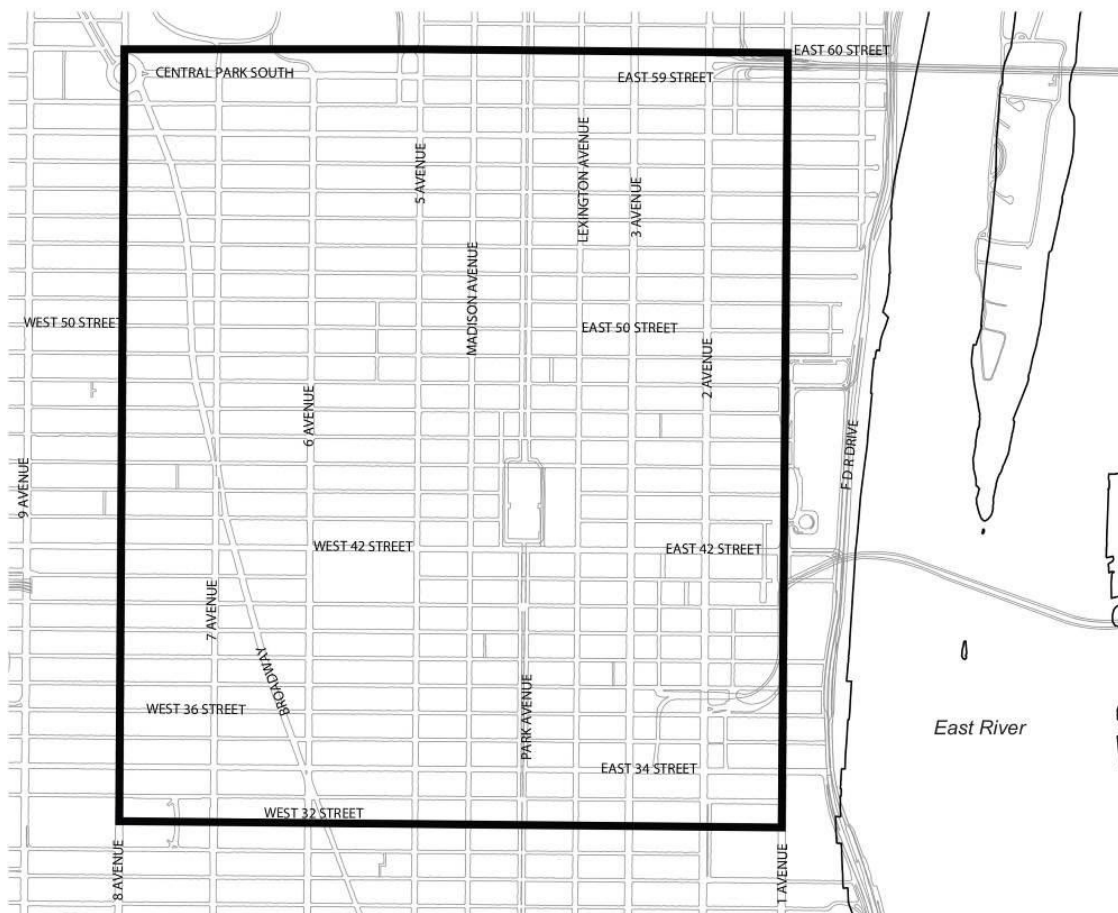 EAST 60 STREET
CENTRAL PARK SOUTH
EAST 59 STREET
5 AVENUE
LEXINGTON AVENUE
3 AVENUE
MADISON AVENUE
WEST 50 STREET
EAST 50 STREET
2 AVENUE
6 AVENUE
F D R DRIVE
9 AVENUE
WEST 42 STREET
EAST 42 STREET
7 AVENUE
BROADWAY
PARK AVENUE
WEST 36 STREET
East River
EAST 34 STREET
WEST 32 STREET
8 AVENUE
1 AVENUE